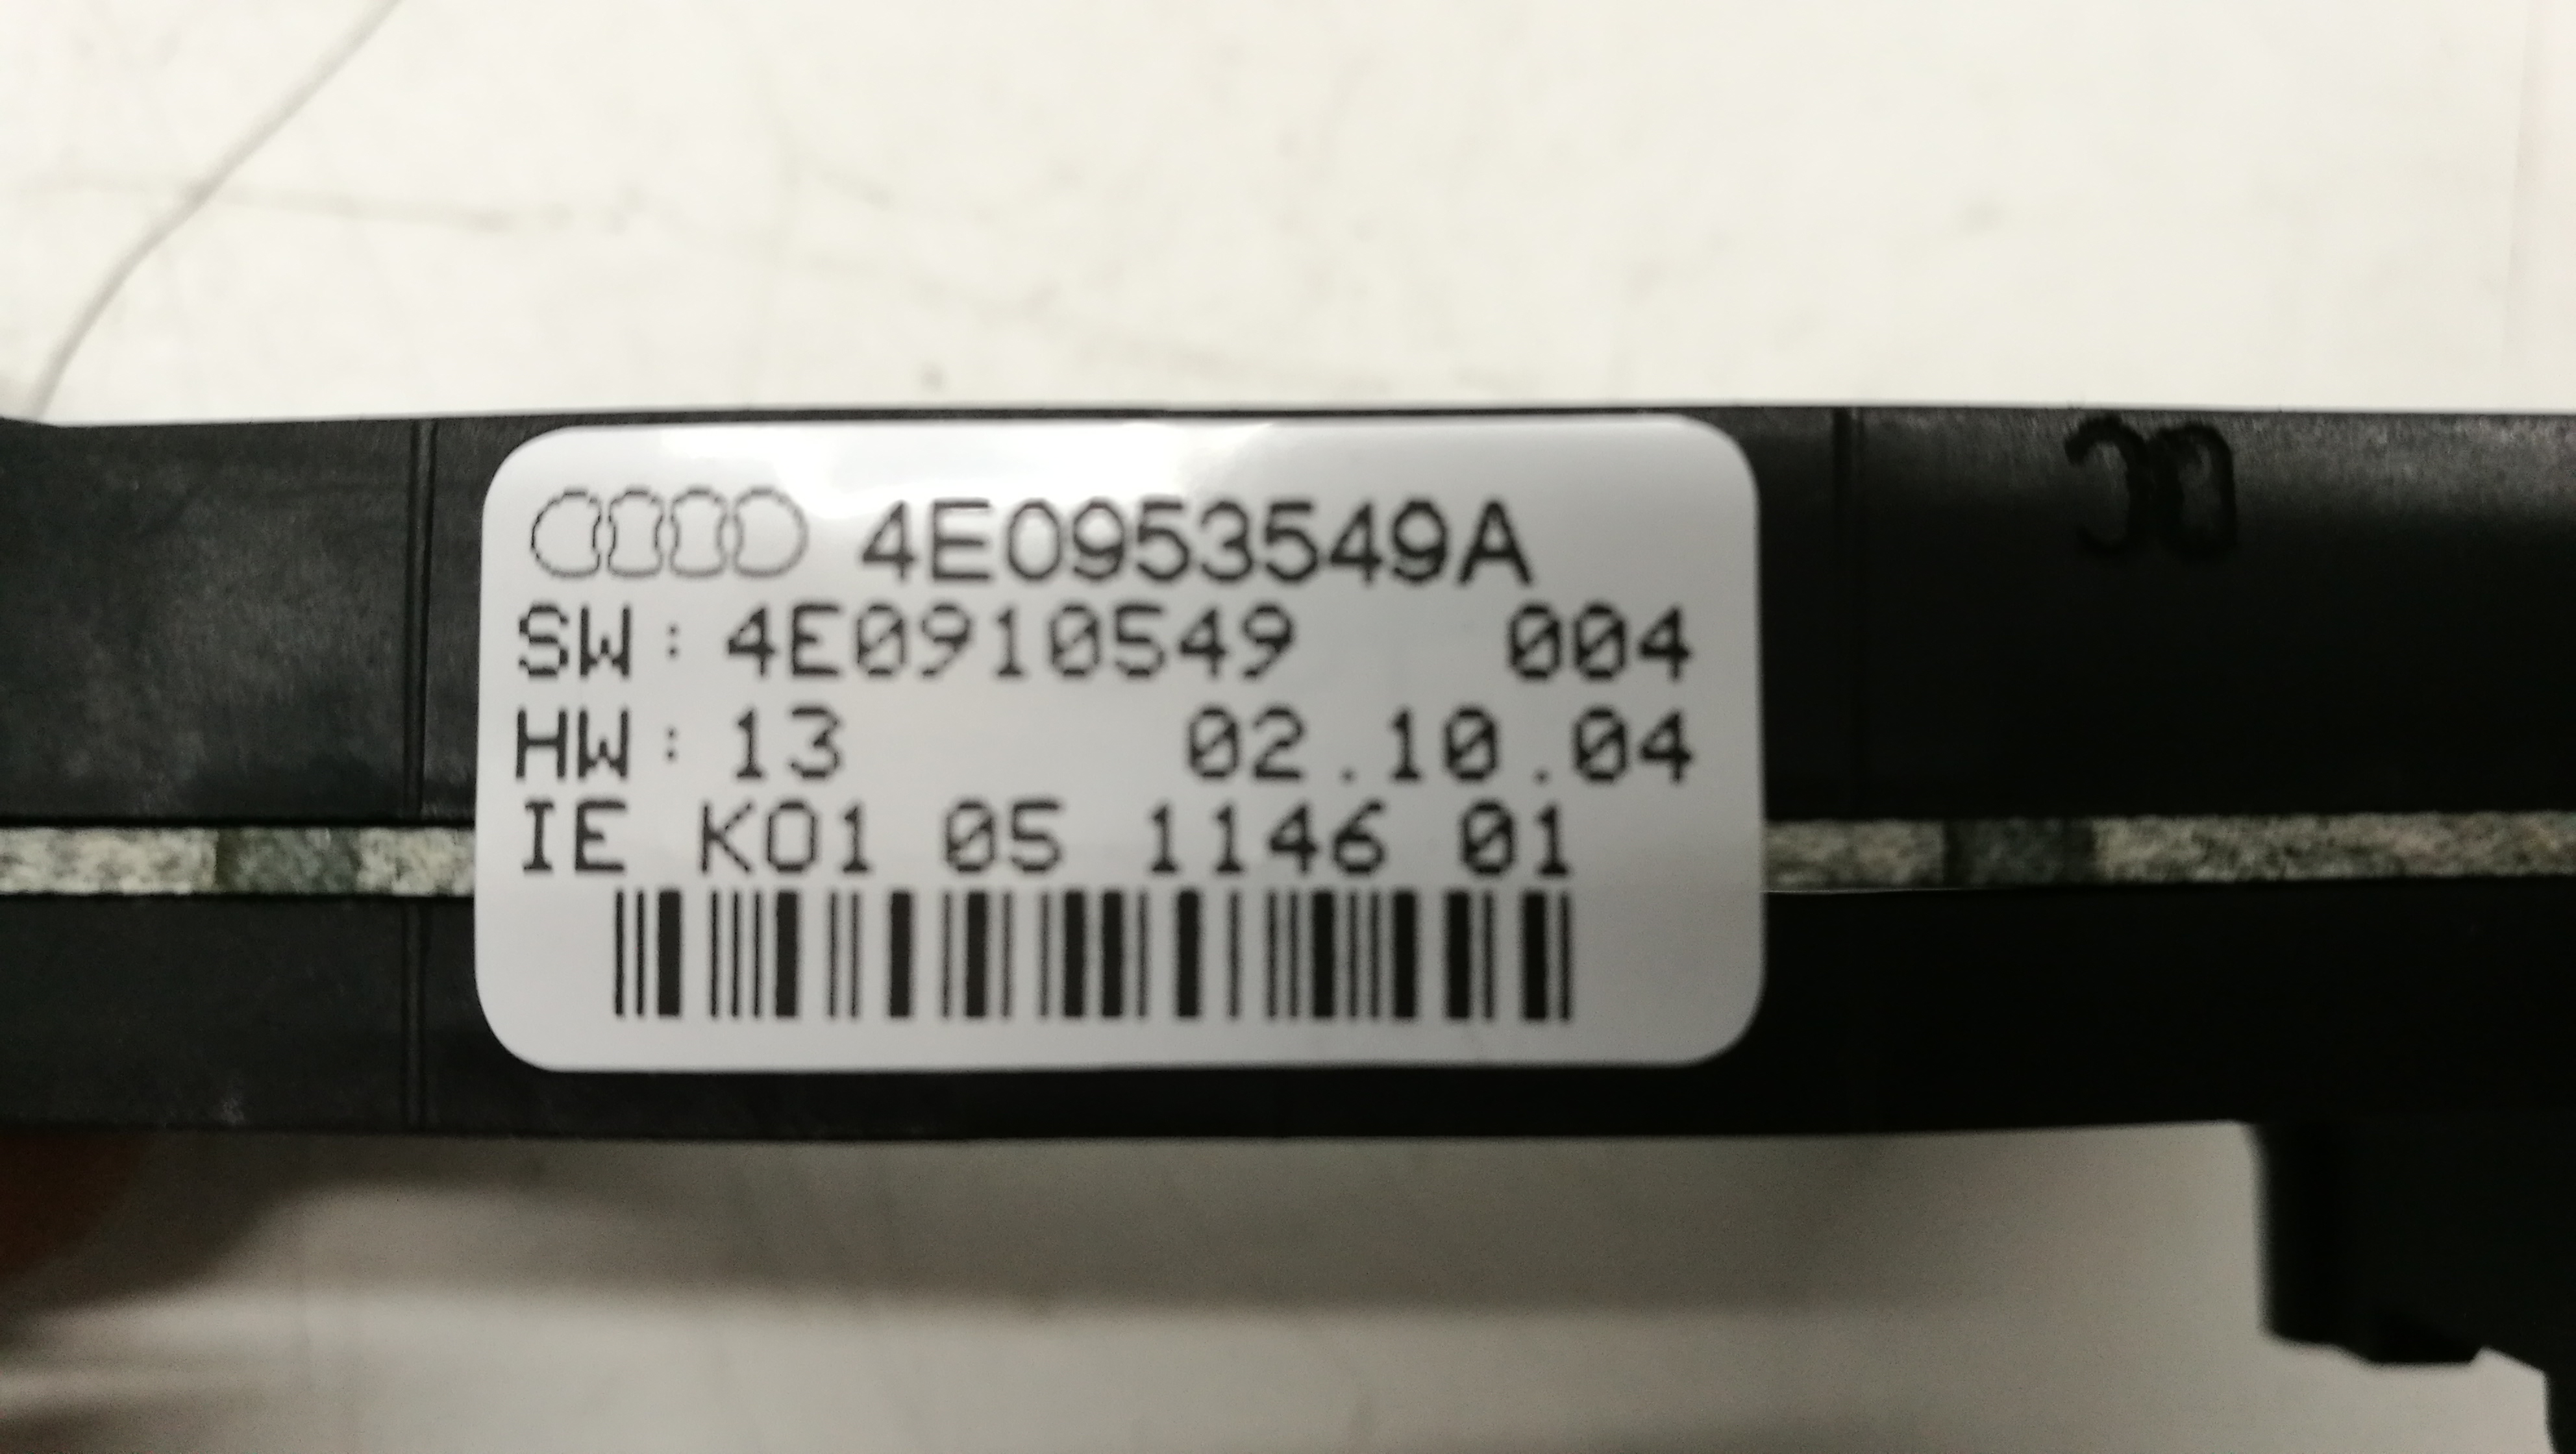 4E0953549A
SW: 4E0910549 004
HW: 13 02.10.04
IE K01 05 1146 01